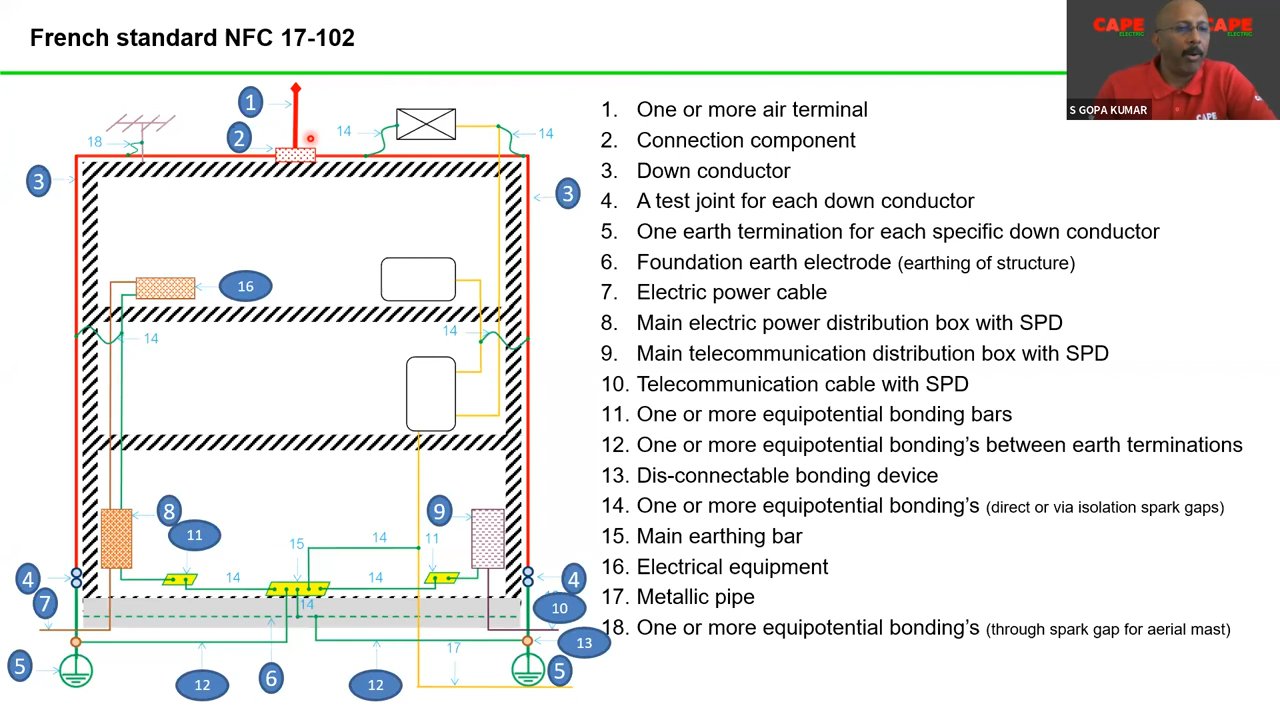 French standard NFC 17-102
CAPE
ELECTRIC
CAPE
ELECTRIC
CAPE
S GOPA KUMAR
1
2
18
14
14
3
3
16
14
14
8
9
11
15
14
11
14
14
14
4
4
7
10
13
17
5
5
12
6
12
1. One or more air terminal
2. Connection component
3. Down conductor
4. A test joint for each down conductor
5. One earth termination for each specific down conductor
6. Foundation earth electrode (earthing of structure)
7. Electric power cable
8. Main electric power distribution box with SPD
9. Main telecommunication distribution box with SPD
10. Telecommunication cable with SPD
11. One or more equipotential bonding bars
12. One or more equipotential bonding’s between earth terminations
13. Dis-connectable bonding device
14. One or more equipotential bonding’s (direct or via isolation spark gaps)
15. Main earthing bar
16. Electrical equipment
17. Metallic pipe
18. One or more equipotential bonding’s (through spark gap for aerial mast)